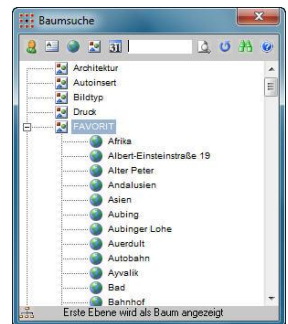 Baumsuche
31
Architektur
Autoinsert
Bildtyp
Druck
FAVORIT
Afrika
Albert-Einsteinstraße 19
Alter Peter
Andalusien
Asien
Aubing
Aubinger Lohe
Auerdult
Autobahn
Ayvalik
Bad
Bahnhof
Erste Ebene wird als Baum angezeigt